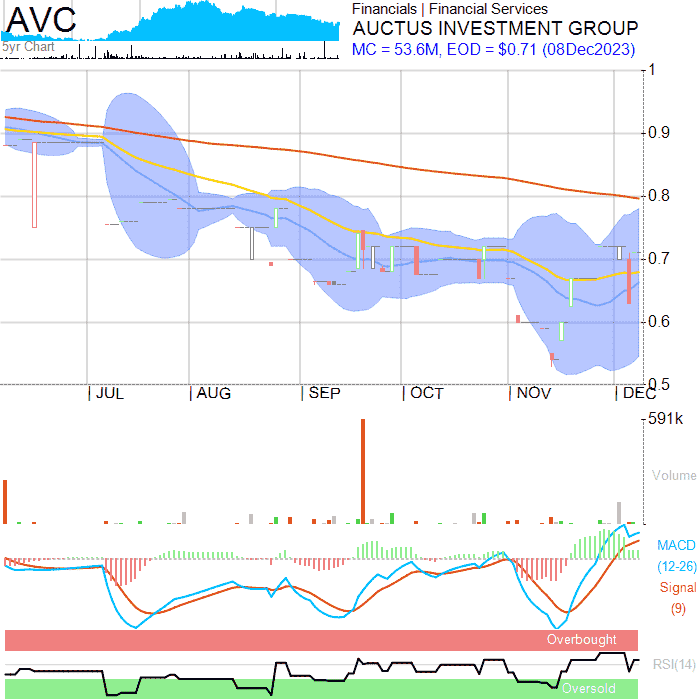 AVC
5yr Chart
Financials | Financial Services
AUCTUS INVESTMENT GROUP
MC = 53.6M, EOD = $0.71 (08Dec2023)
1
0.9
0.8
0.7
0.6
0.5
JUL
AUG
SEP
OCT
NOV
DEC
591k
Volume
MACD
(12-26)
Signal
(9)
Overbought
RSI(14)
Oversold